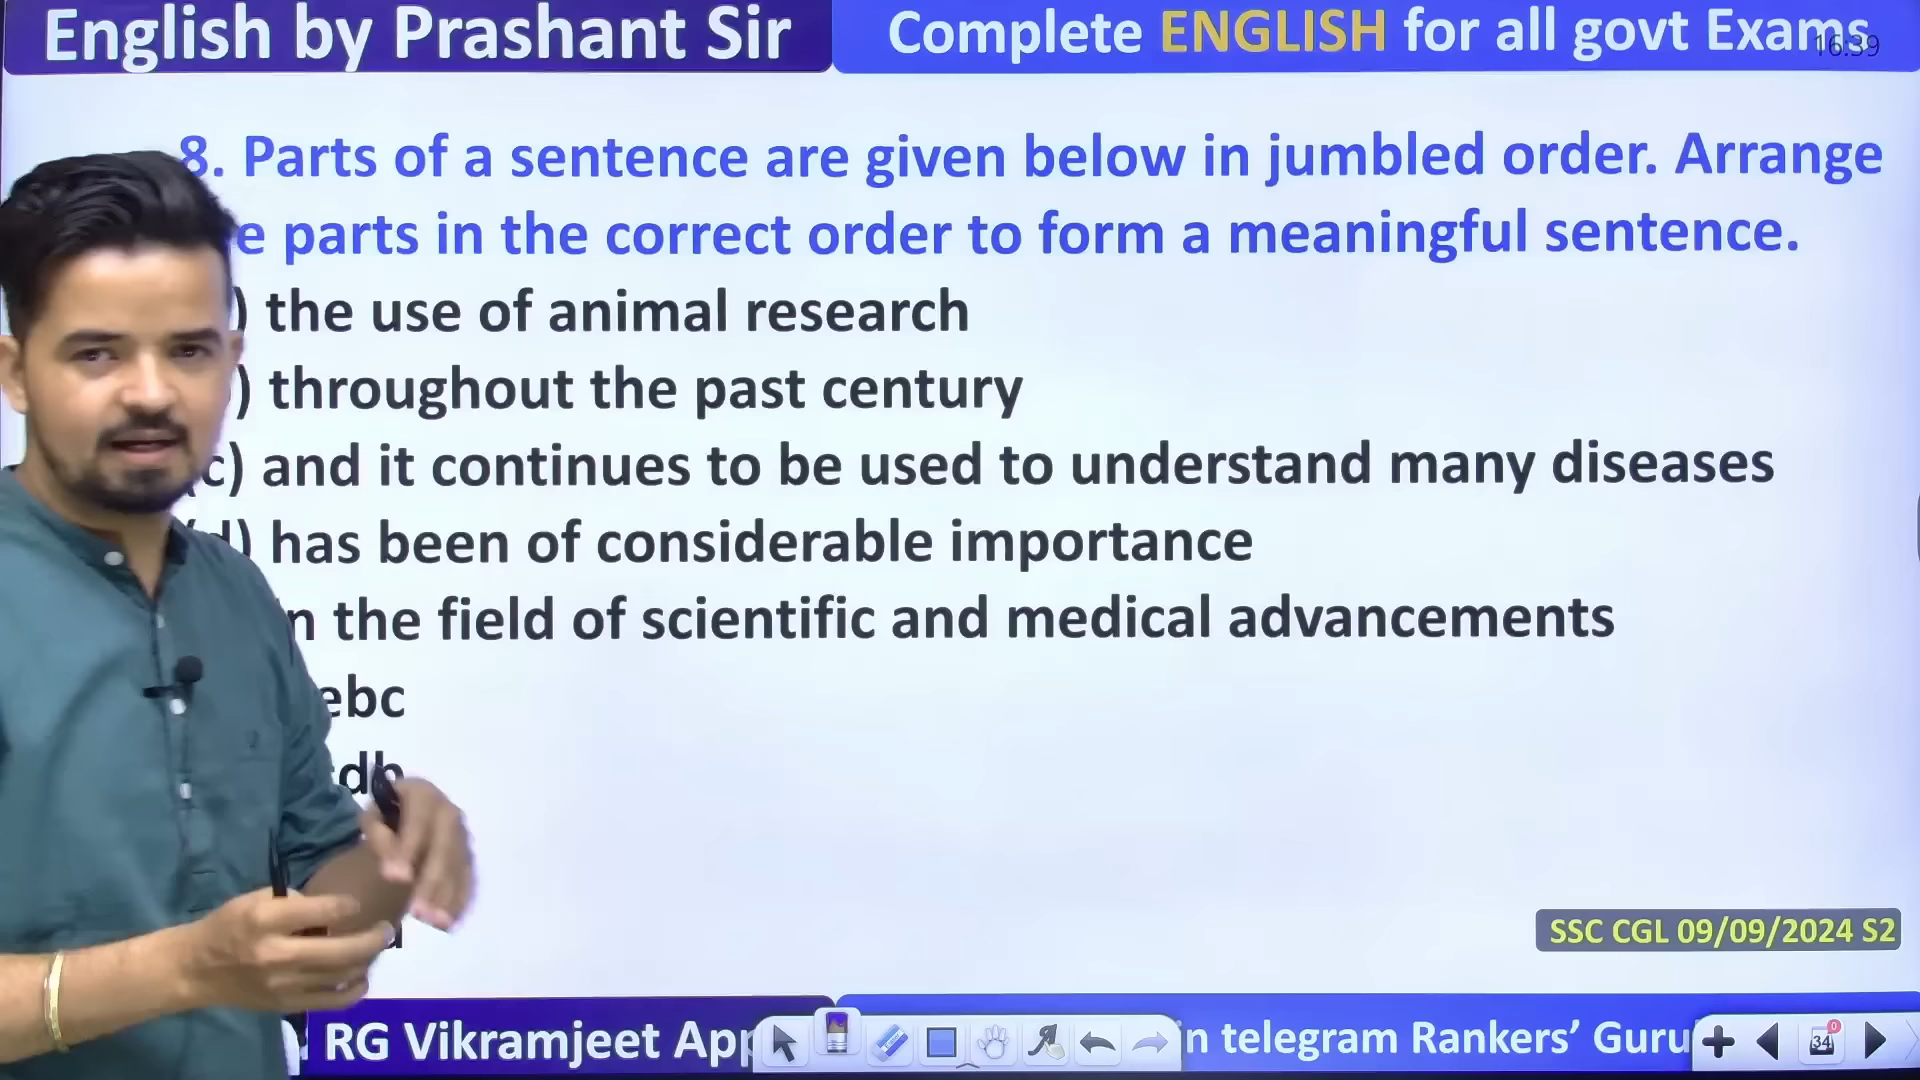 English by Prashant Sir
Complete ENGLISH for all govt Exams
16:39
8. Parts of a sentence are given below in jumbled order. Arrange
e parts in the correct order to form a meaningful sentence.
) the use of animal research
) throughout the past century
(c) and it continues to be used to understand many diseases
(d) has been of considerable importance
in the field of scientific and medical advancements
ebc
db
SSC CGL 09/09/2024 S2
RG Vikramjeet App
in telegram Rankers’ Guru
34
0